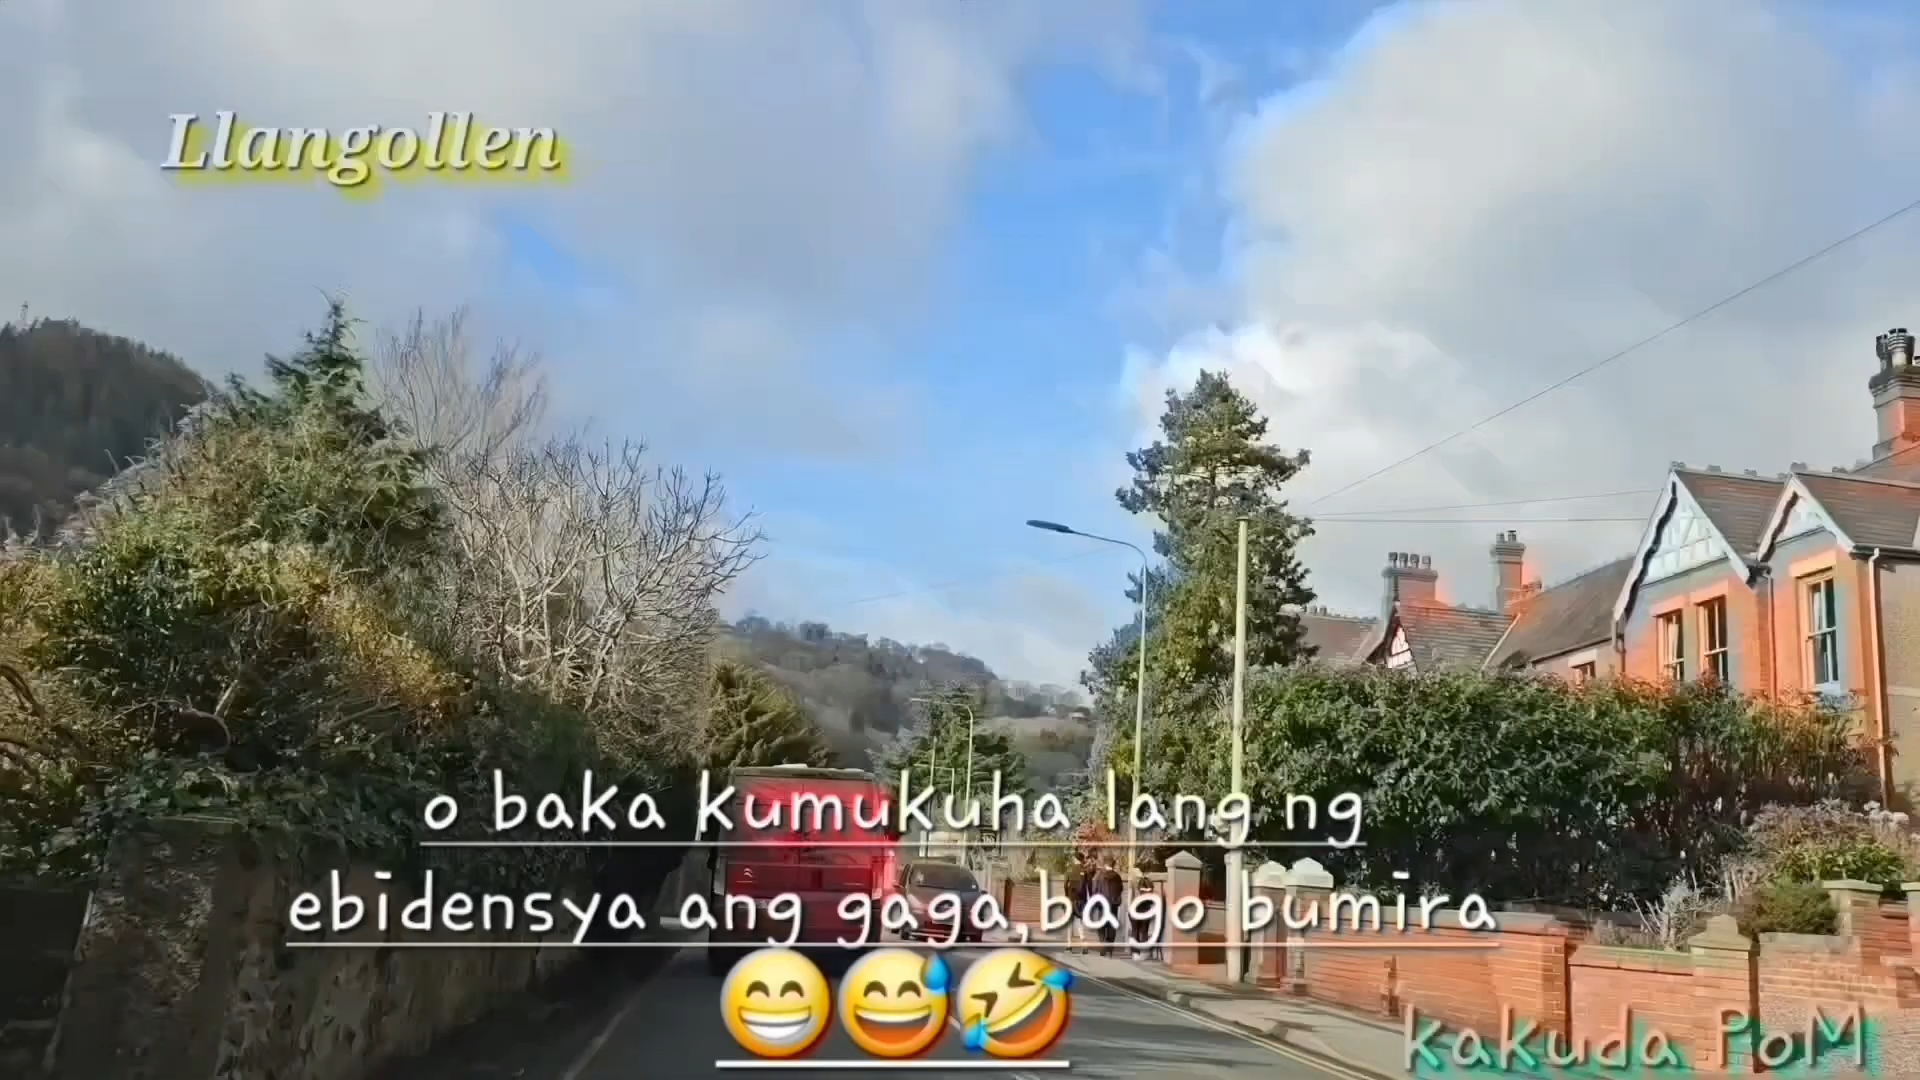 Llangollen
o baka kumukuha lang ng
ebidensya ang gaga,bago bumira
😁😅🤣
kakuda PoM